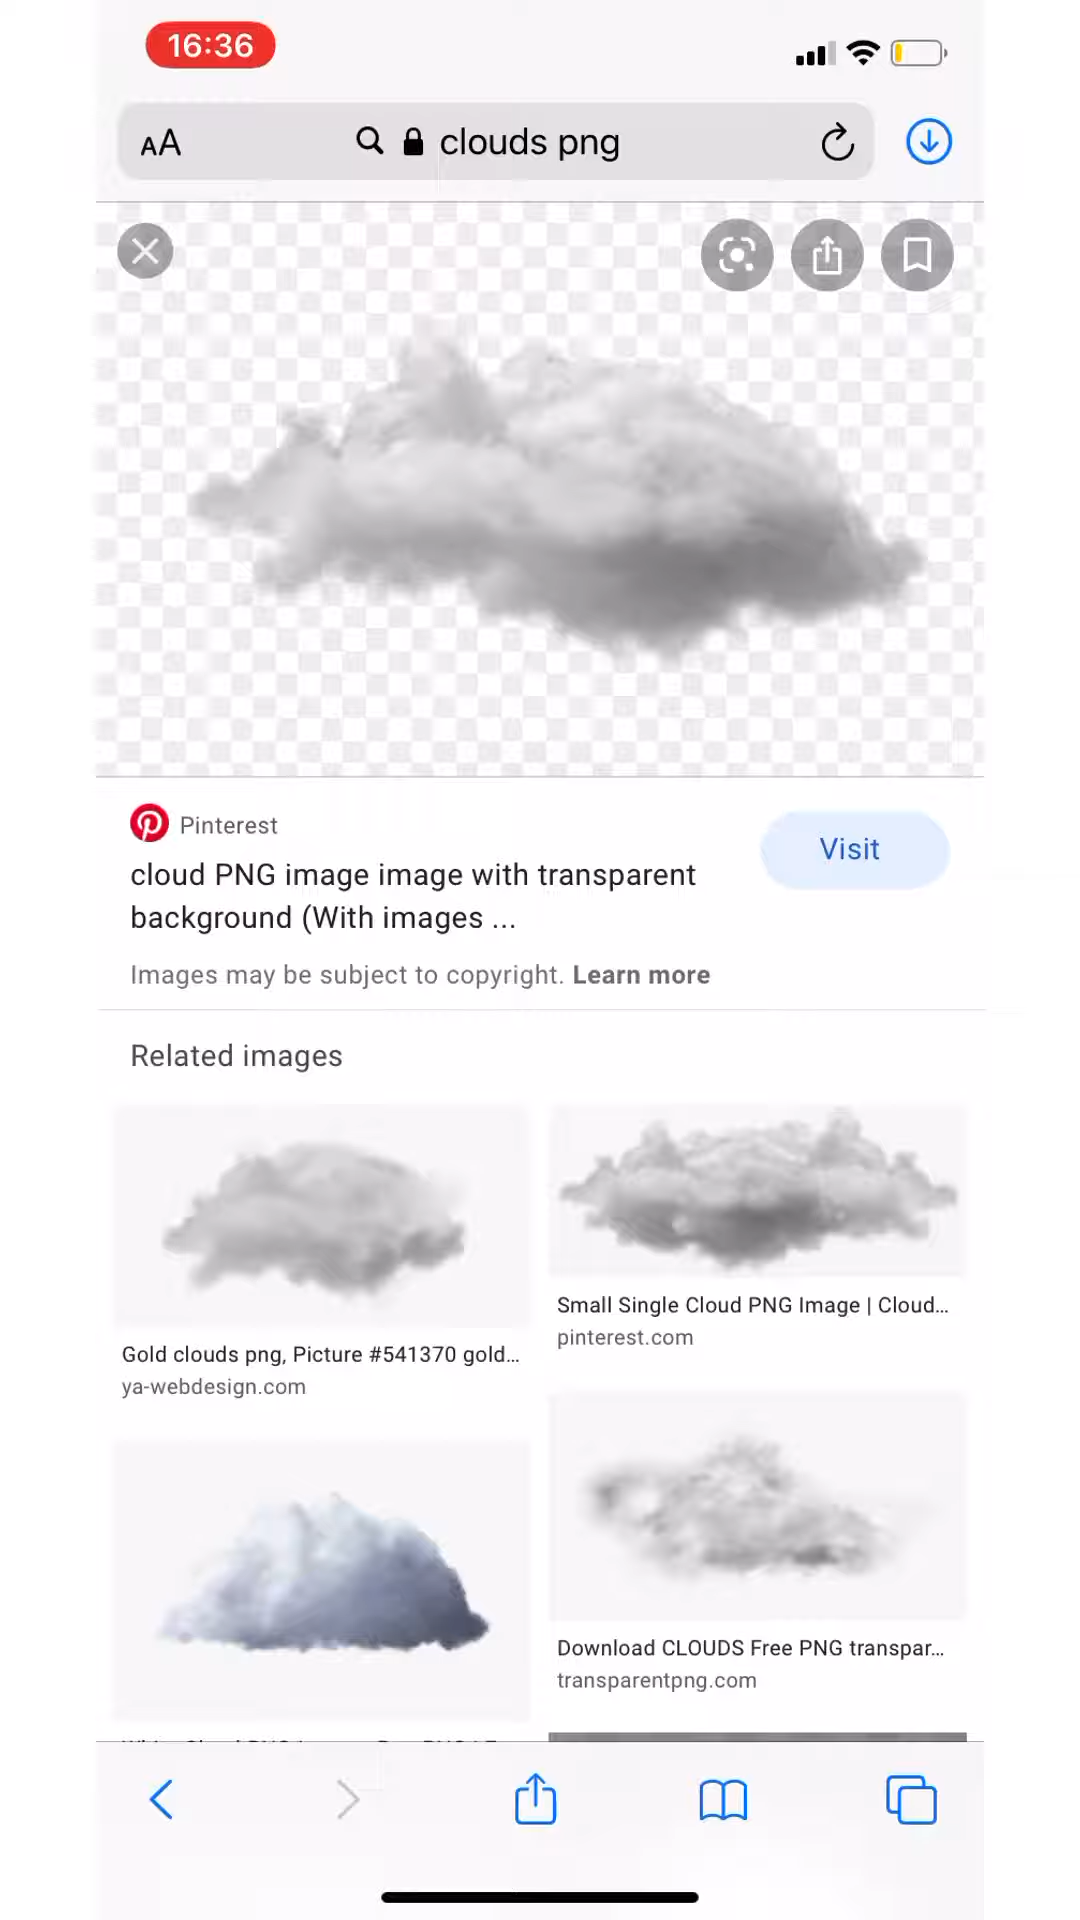 16:36
AA clouds png
Pinterest
Visit
cloud PNG image image with transparent
background (With images ...
Images may be subject to copyright. Learn more
Related images
Gold clouds png, Picture #541370 gold...
ya-webdesign.com
Small Single Cloud PNG Image | Cloud...
pinterest.com
Download CLOUDS Free PNG transpar...
transparentpng.com